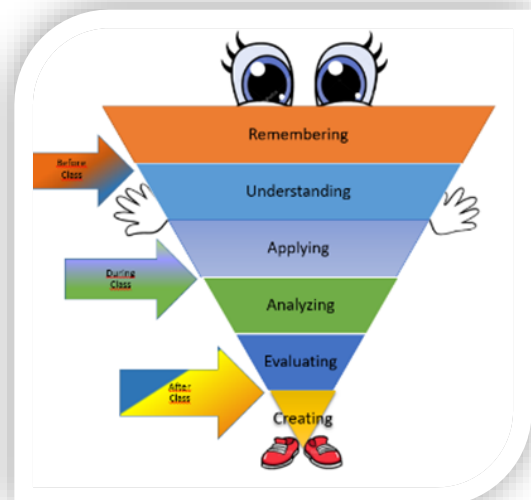 Remembering
Before
Class
Understanding
Applying
During
Class
Analyzing
Evaluating
After
Class
Creating